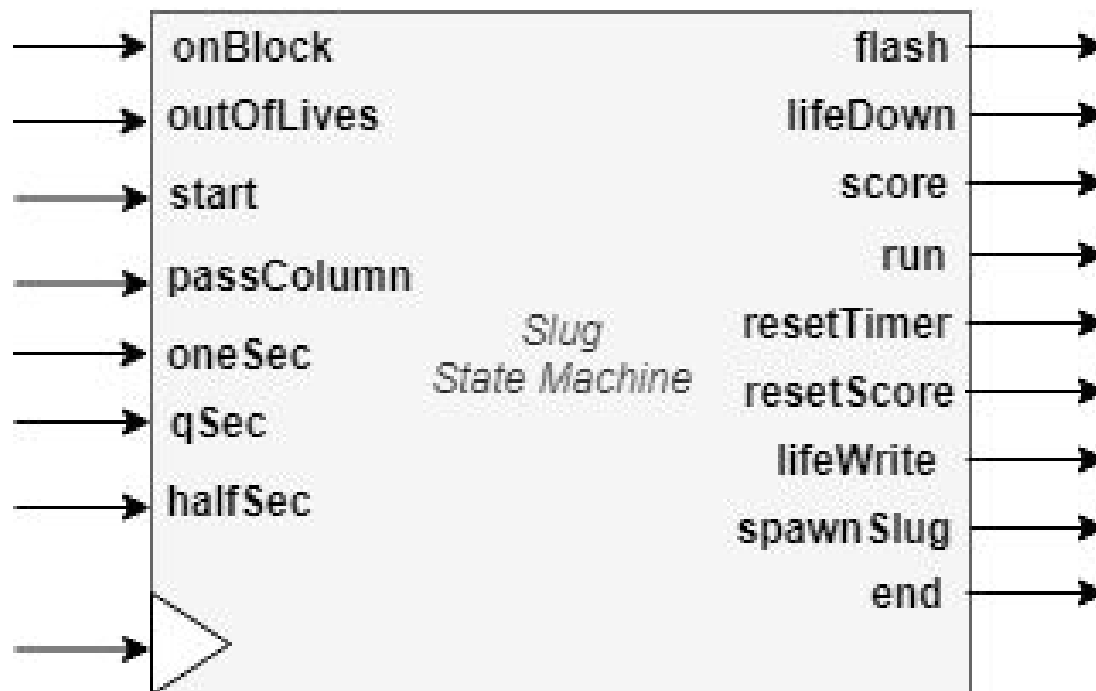 onBlock
outOfLives
start
passColumn
oneSec
qSec
halfSec
Slug
State Machine
flash
lifeDown
score
run
resetTimer
resetScore
lifeWrite
spawnSlug
end